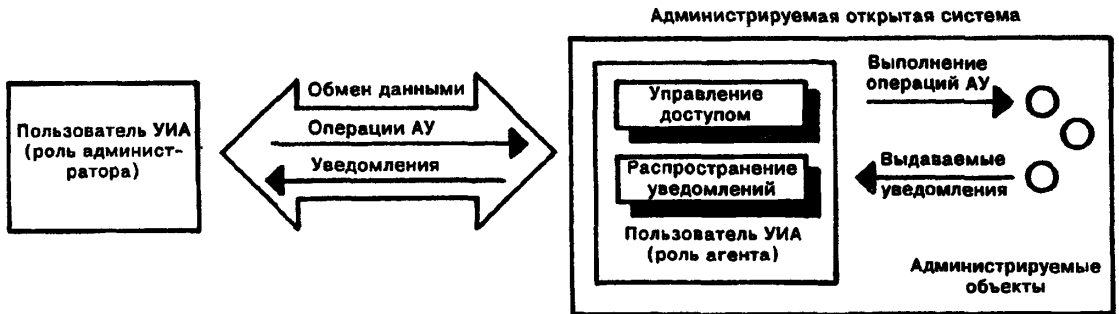 Администрируемая открытая система
Пользователь УИА
(роль админист-
ратора)
Обмен данными
Операции АУ
Уведомления
Управление
доступом
Распространение
уведомлений
Пользователь УИА
(роль агента)
Выполнение
операций АУ
Выдаваемые
уведомления
Администрируемые
объекты